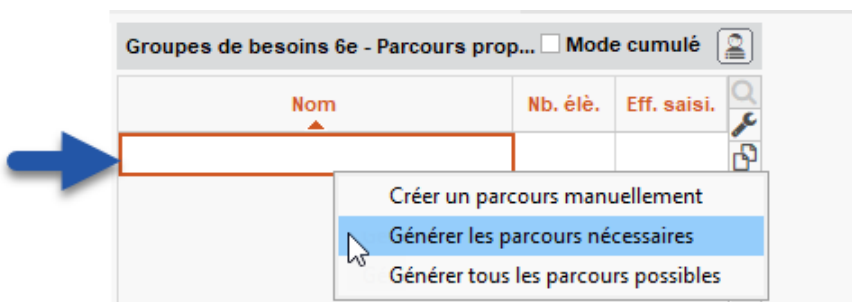 Groupes de besoins 6e - Parcours prop... Mode cumulé
Nom Nb. élè. Eff. saisi.
Créer un parcours manuellement
Générer les parcours nécessaires
Générer tous les parcours possibles